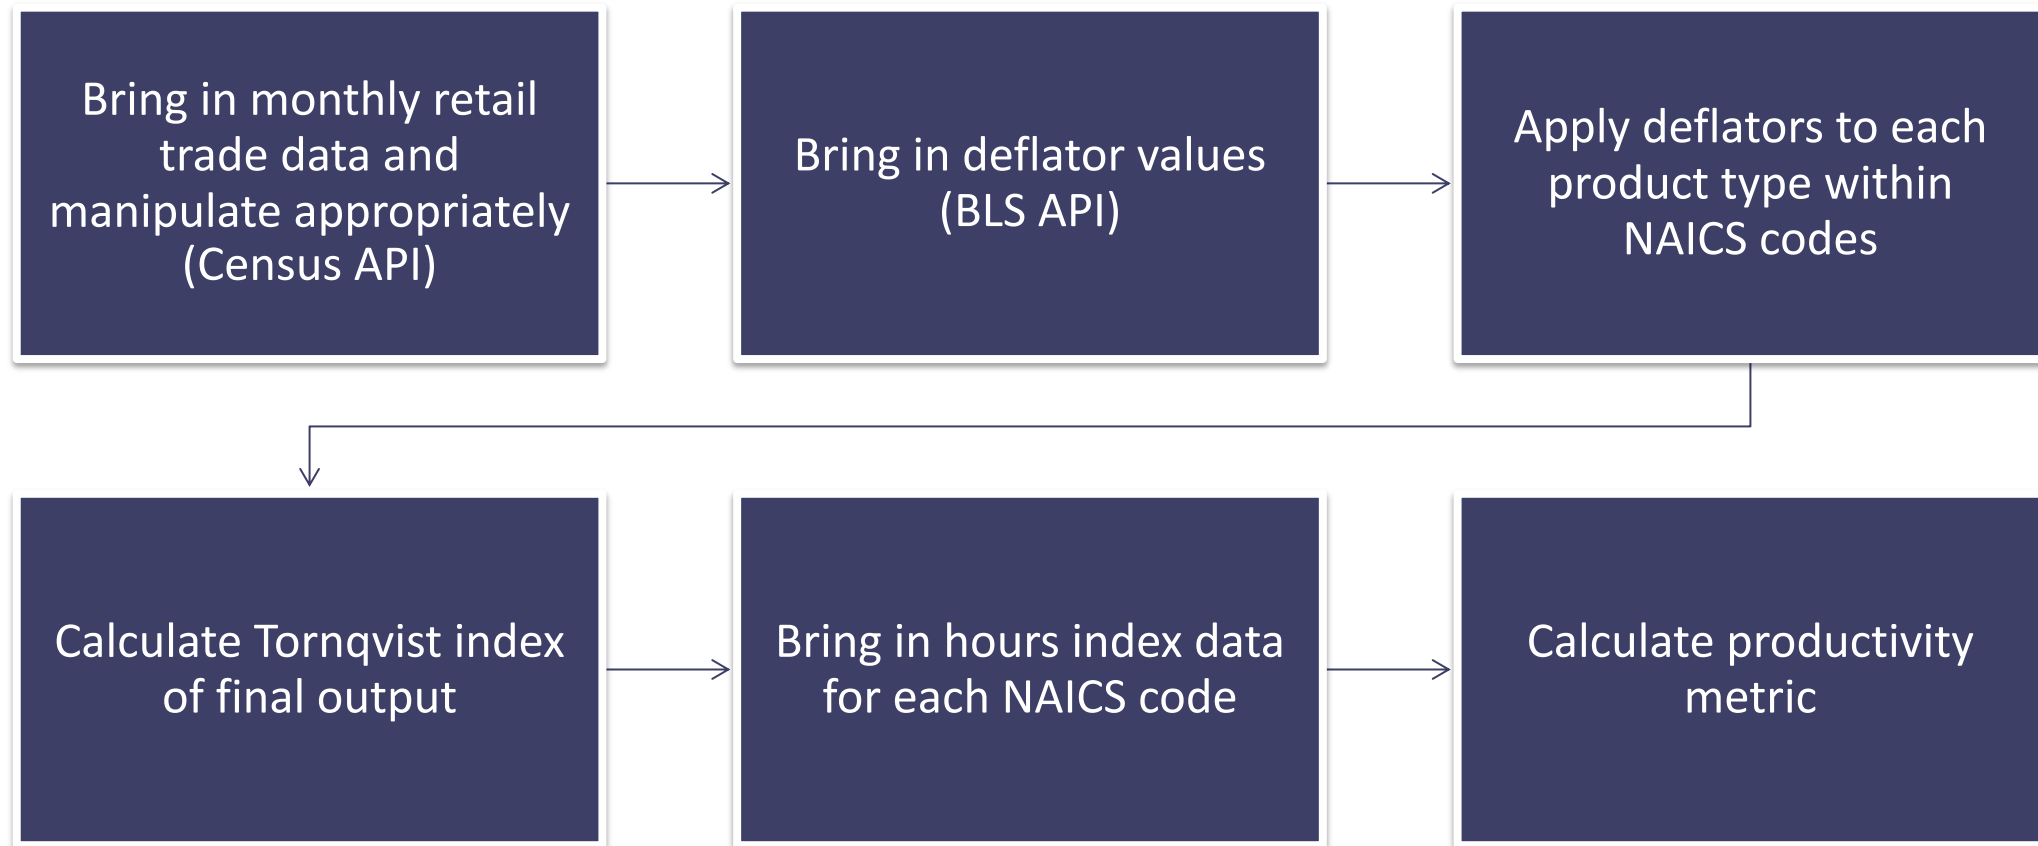 Bring in monthly retail
trade data and
manipulate appropriately
(Census API)
Bring in deflator values
(BLS API)
Apply deflators to each
product type within
NAICS codes
Calculate Tornqvist index
of final output
Bring in hours index data
for each NAICS code
Calculate productivity
metric